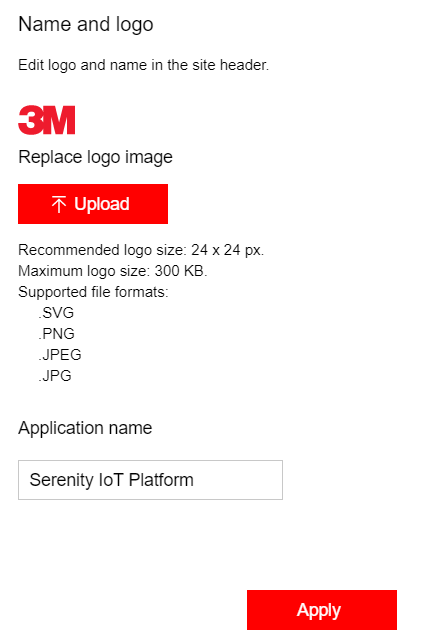 Name and logo
Edit logo and name in the site header.
3M
Replace logo image
Upload
Recommended logo size: 24 x 24 px.
Maximum logo size: 300 KB.
Supported file formats:
.SVG
.PNG
.JPEG
.JPG
Application name
Serenity IoT Platform
Apply